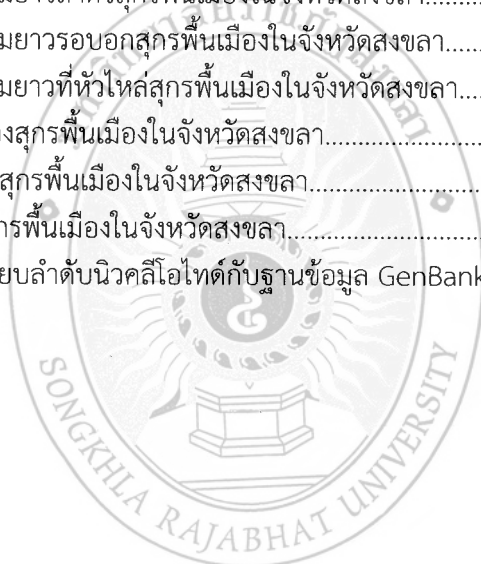 มยาวรอบอกสุกรพื้นเมืองในจังหวัดสงขลา
มยาวที่หัวไหล่สุกรพื้นเมืองในจังหวัดสงขลา
งสุกรพื้นเมืองในจังหวัดสงขลา
สุกรพื้นเมืองในจังหวัดสงขลา
กรพื้นเมืองในจังหวัดสงขลา
ยบลำดับนิวคลีโอไทด์กับฐานข้อมูล GenBank
SONGKHLA RAJABHAT UNIVERSITY